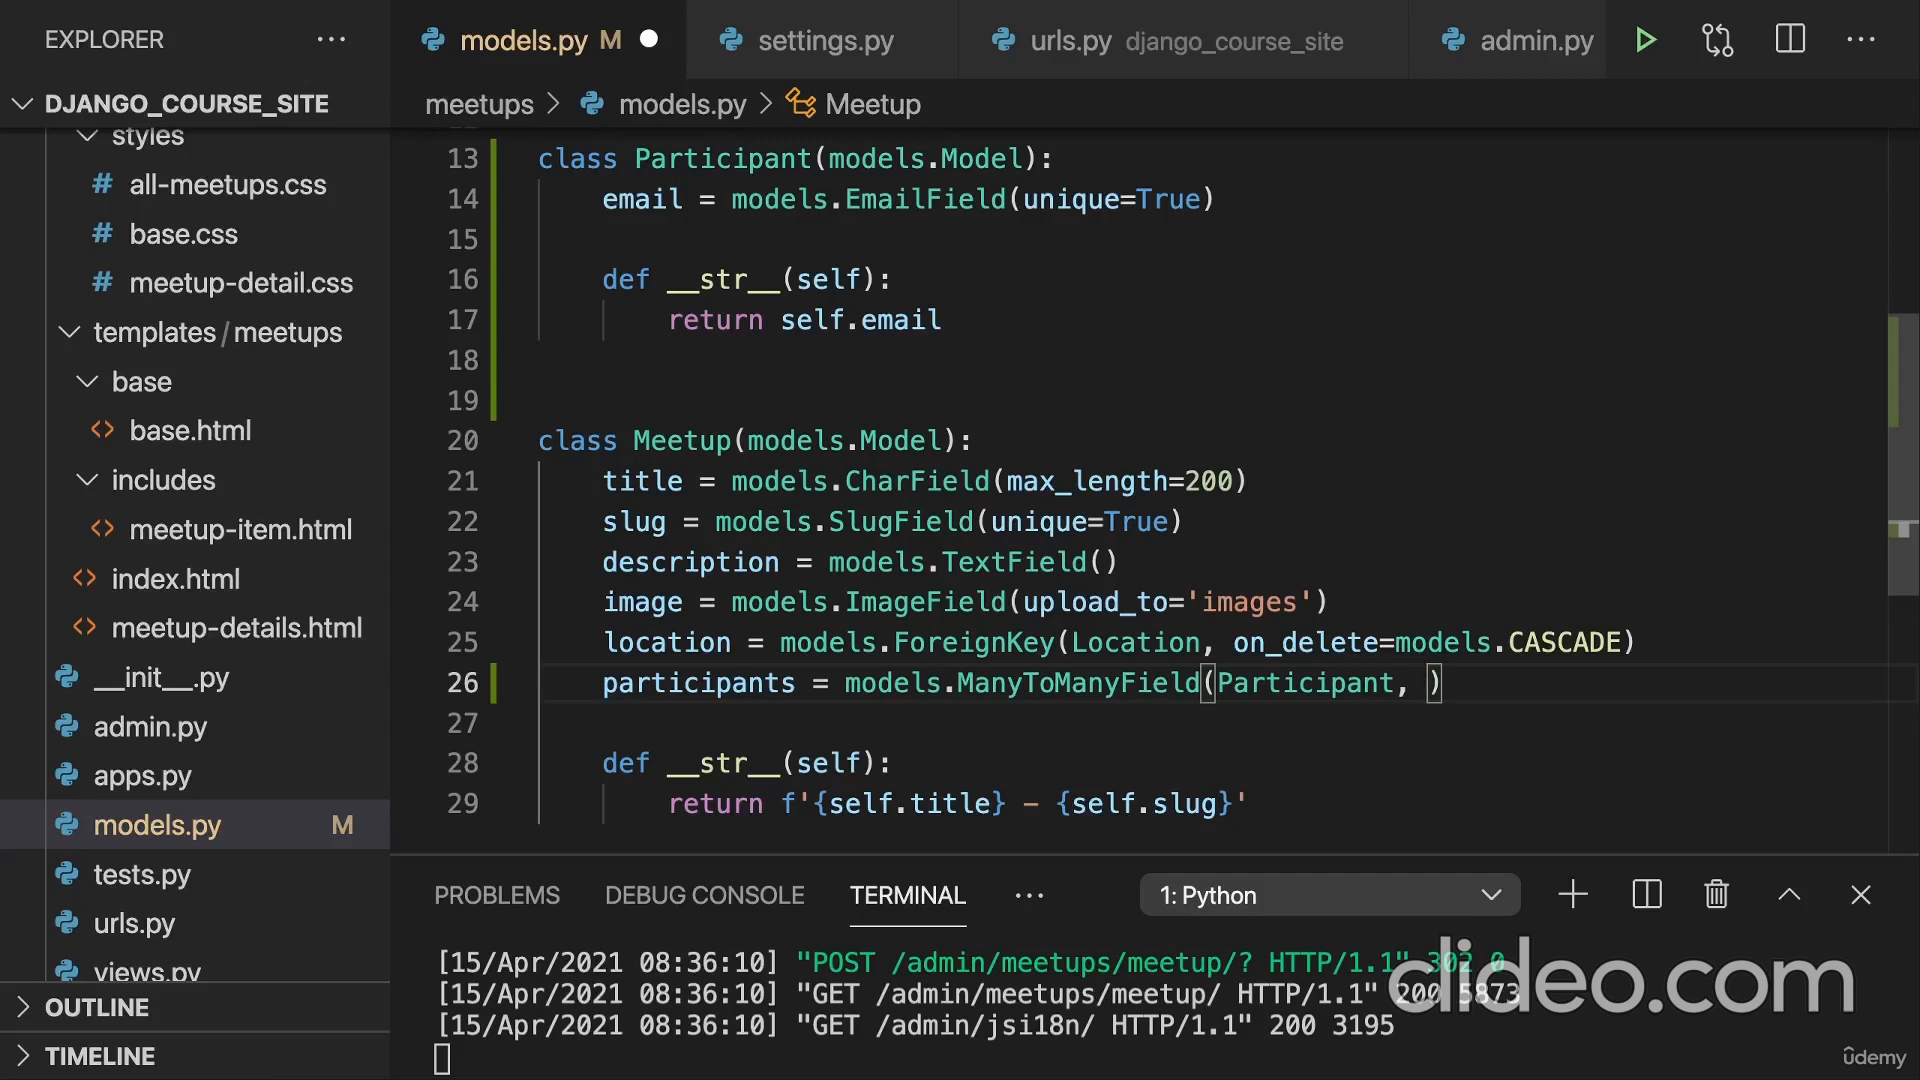 EXPLORER
DJANGO_COURSE_SITE
styles
# all-meetups.css
# base.css
# meetup-detail.css
templates/meetups
base
<> base.html
includes
<> meetup-item.html
<> index.html
<> meetup-details.html
__init__.py
admin.py
apps.py
models.py M
tests.py
urls.py
views.py
OUTLINE
TIMELINE
models.py M
settings.py
urls.py django_course_site
admin.py
meetups > models.py > Meetup
13 class Participant(models.Model):
14 email = models.EmailField(unique=True)
15
16 def __str__(self):
17 return self.email
18
19
20 class Meetup(models.Model):
21 title = models.CharField(max_length=200)
22 slug = models.SlugField(unique=True)
23 description = models.TextField()
24 image = models.ImageField(upload_to='images')
25 location = models.ForeignKey(Location, on_delete=models.CASCADE)
26 participants = models.ManyToManyField(Participant, )
27
28 def __str__(self):
29 return f'{self.title} - {self.slug}'
PROBLEMS DEBUG CONSOLE TERMINAL 1: Python
[15/Apr/2021 08:36:10] "POST /admin/meetups/meetup/? HTTP/1.1" 302 0
[15/Apr/2021 08:36:10] "GET /admin/meetups/meetup/ HTTP/1.1" 200 5873
[15/Apr/2021 08:36:10] "GET /admin/jsi18n/ HTTP/1.1" 200 3195
clideo.com
ûdemy